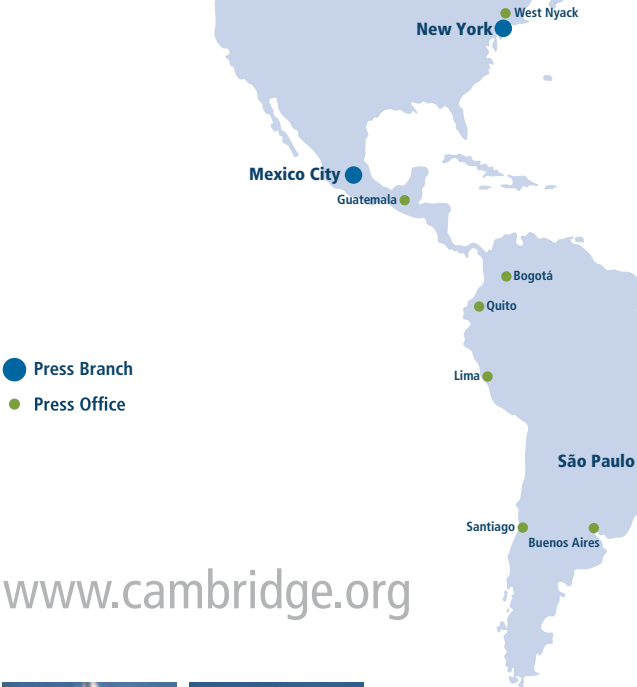 West Nyack
New York
Mexico City
Guatemala
Bogotá
Quito
Press Branch
Lima
Press Office
São Paulo
Santiago
Buenos Aires
www.cambridge.org